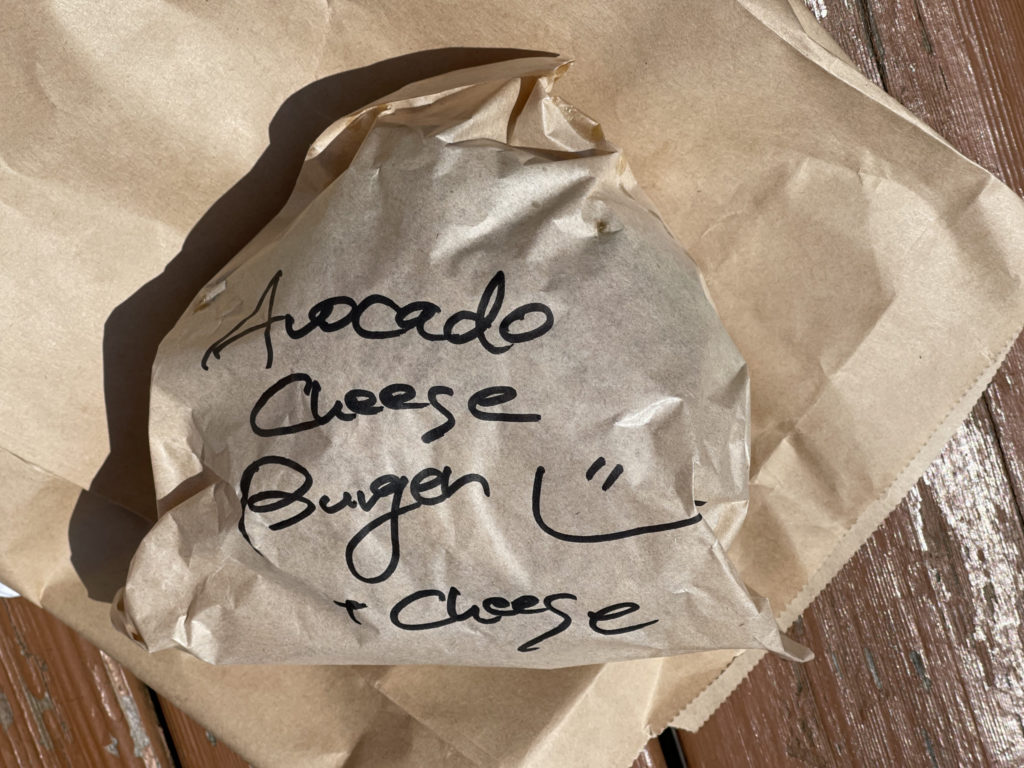 Avocado
Cheese
Burger
+ Cheese